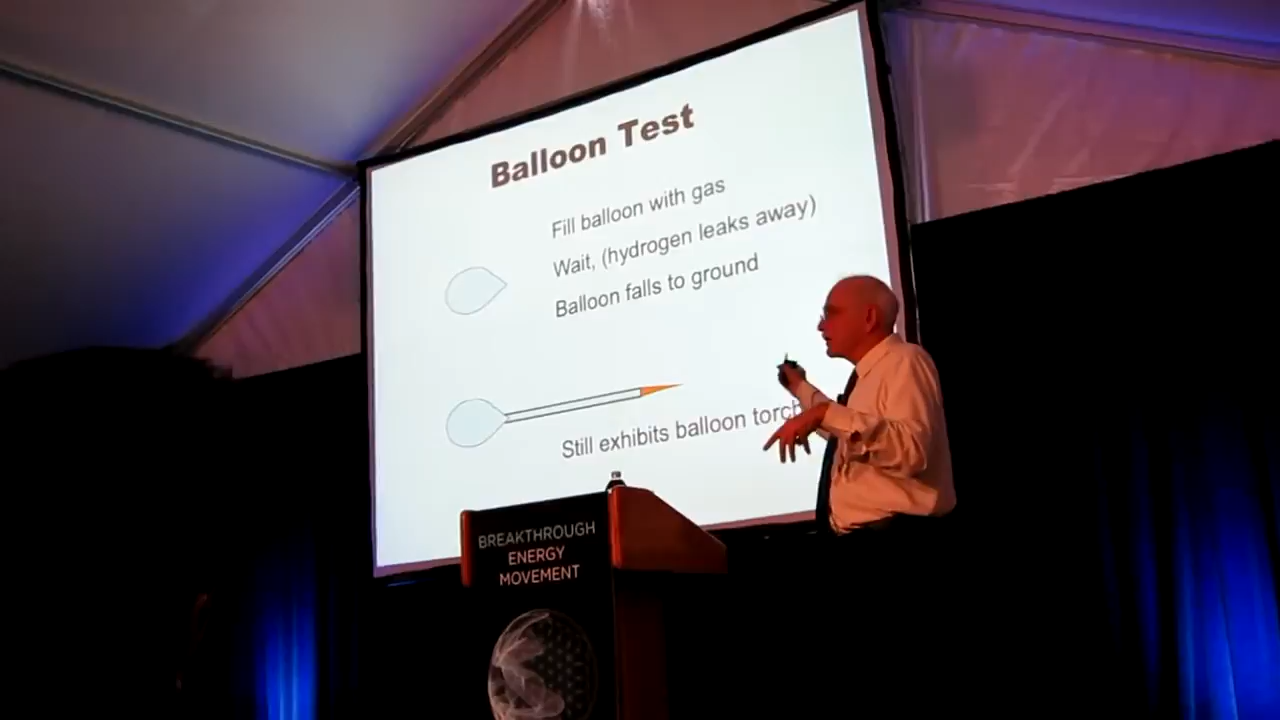 Balloon Test
Fill balloon with gas
Wait, (hydrogen leaks away)
Balloon falls to ground
Still exhibits balloon
BREAKTHROUGH
ENERGY
MOVEMENT